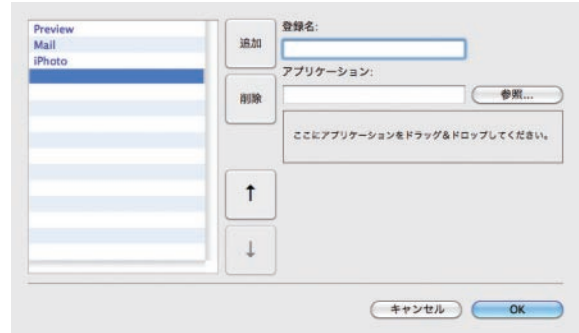 Preview
Mail
iPhoto
追加
削除
↑
↓
登録名:
アプリケーション:
参照...
ここにアプリケーションをドラッグ&ドロップしてください。
キャンセル
OK